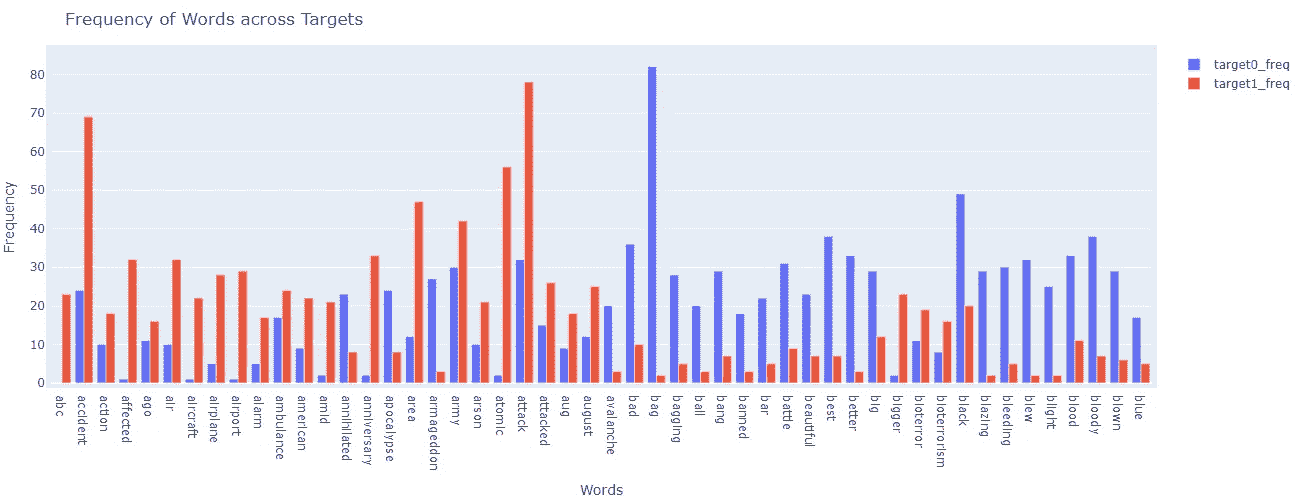 Frequency of Words across Targets
target0_freq
target1_freq
Frequency
80
70
60
50
40
30
20
10
0
abc
accident
action
affected
ago
air
aircraft
airplane
airport
alarm
ambulance
american
amid
annihilated
anniversary
apocalypse
area
armageddon
army
arson
atomic
attack
attacked
aug
august
avalanche
bad
bag
bagging
ball
bang
banned
bar
battle
beautiful
best
better
big
bigger
bioterror
bioterrorism
black
blazing
bleeding
blew
blight
blood
bloody
blown
blue
Words